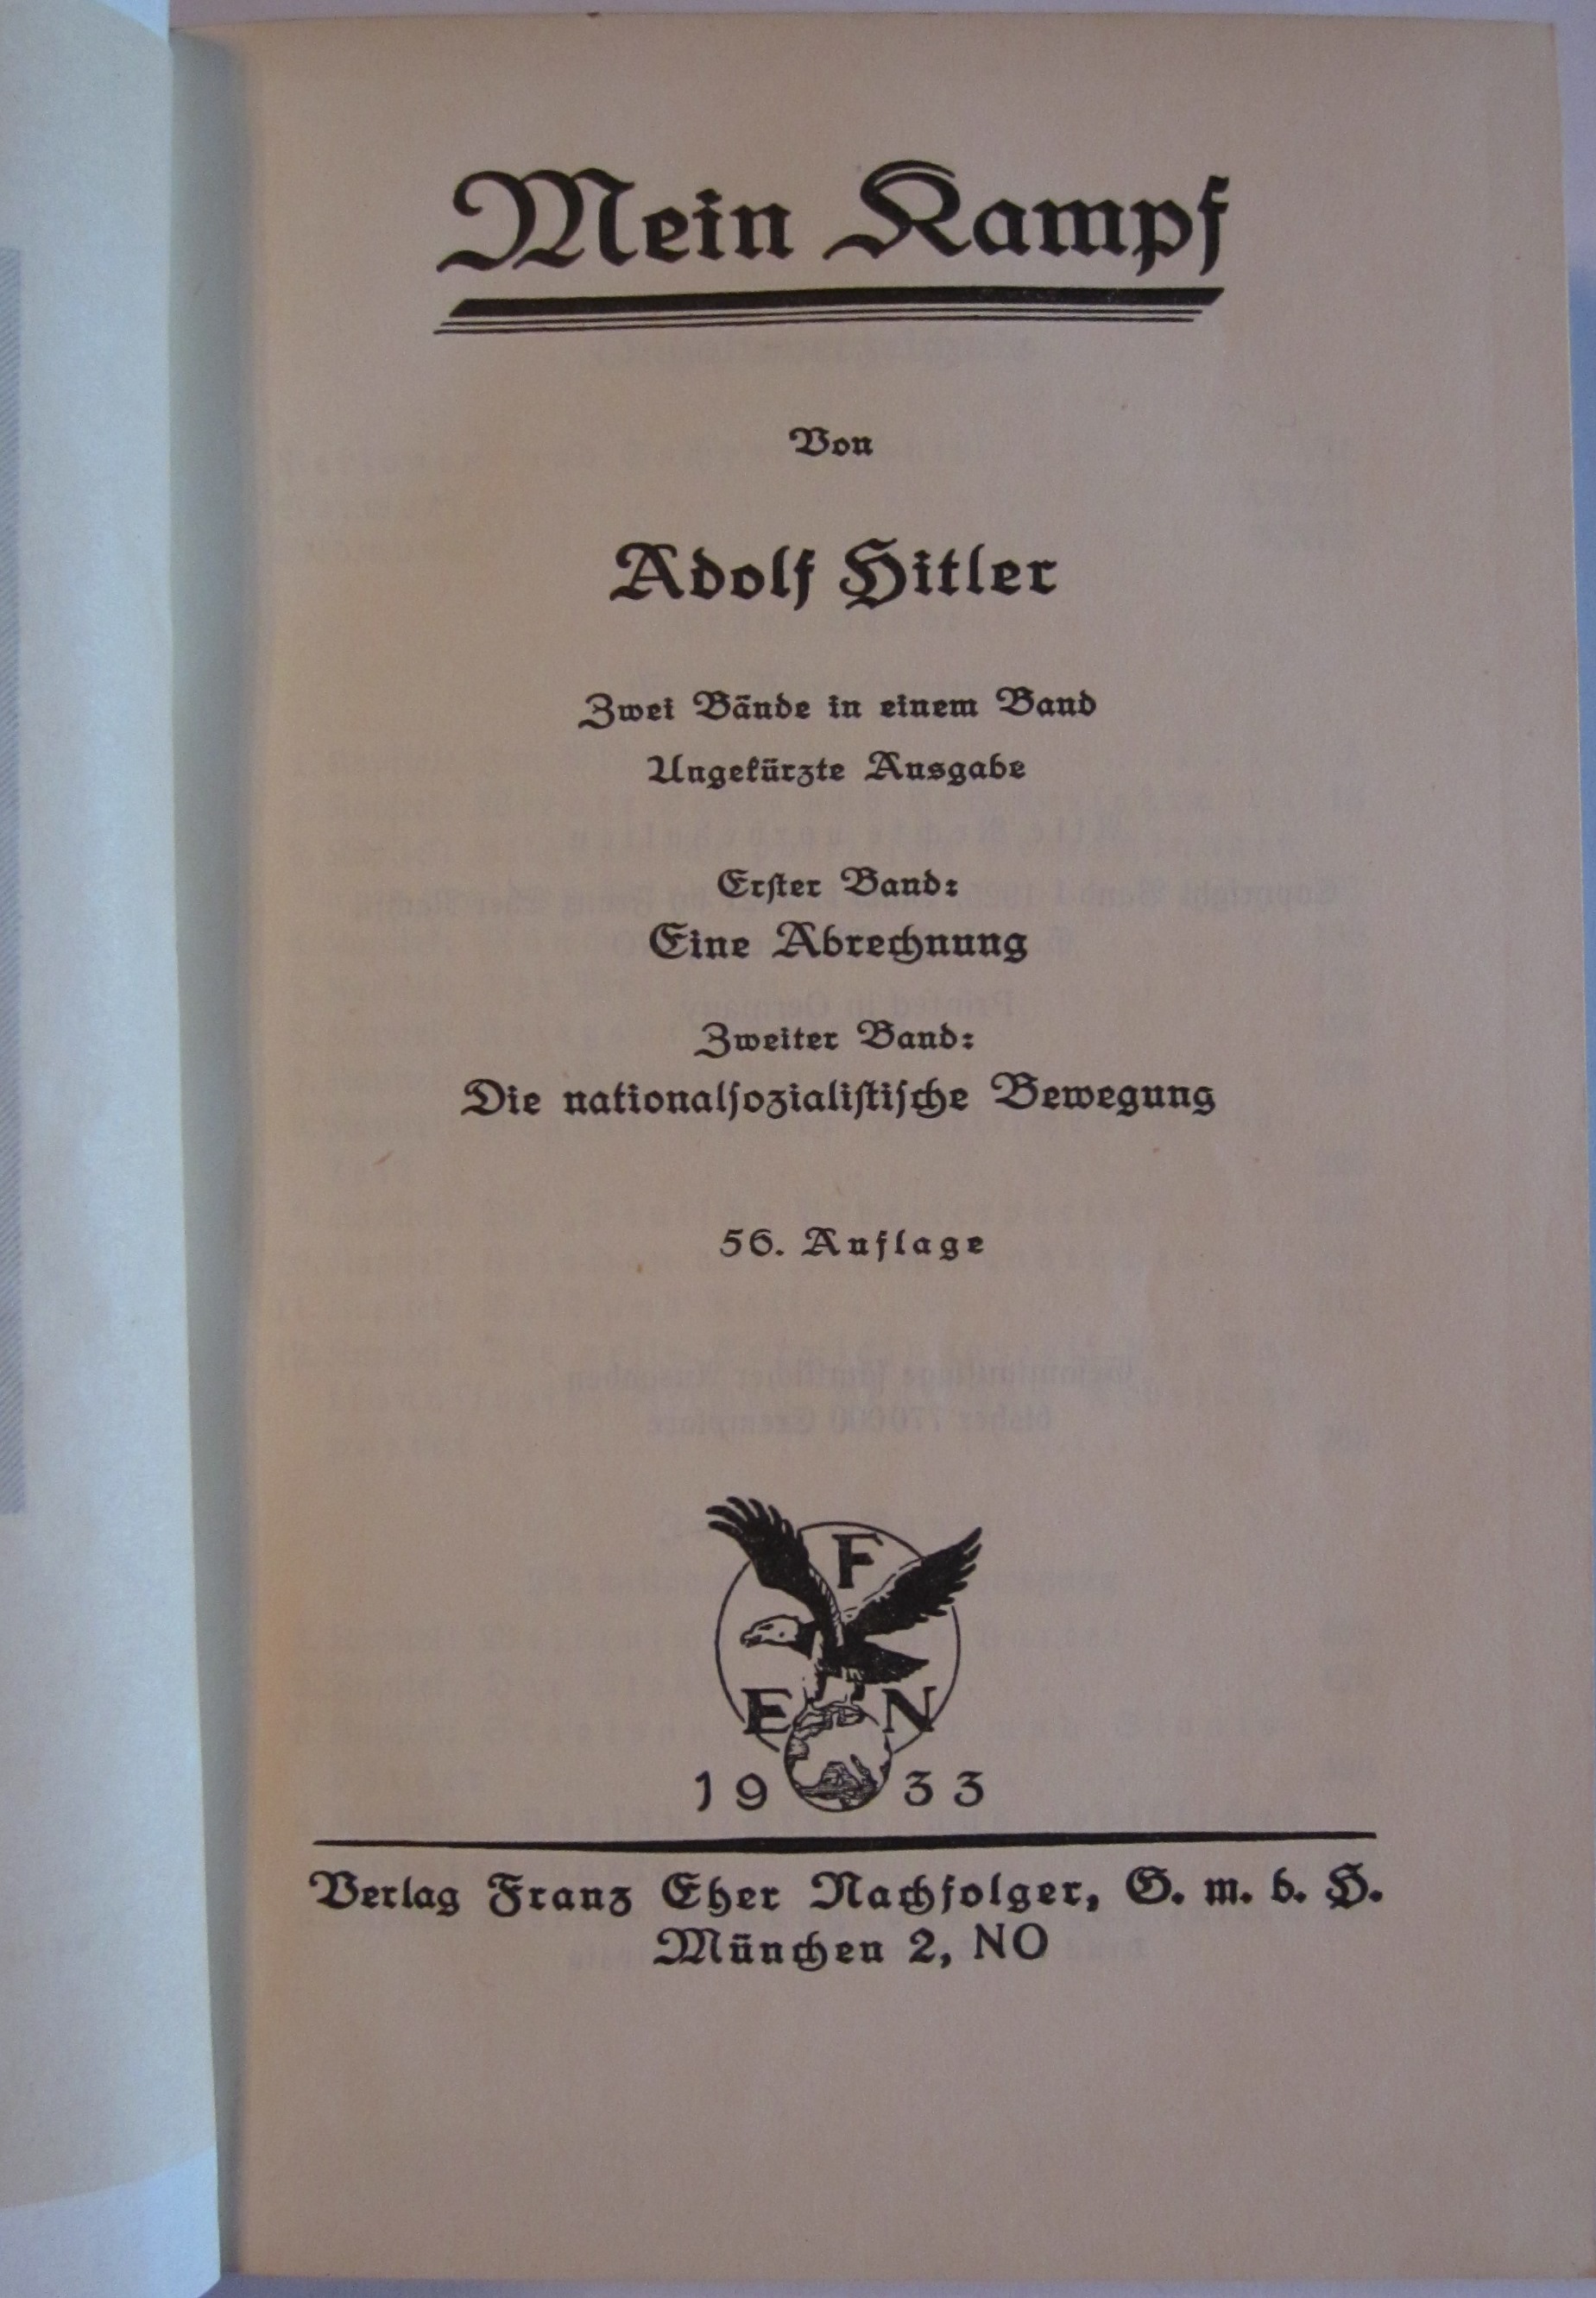 Mein Kampf
Von
Adolf Hitler
Zwei Bände in einem Band
Ungekürzte Ausgabe
Erster Band:
Eine Abrechnung
Zweiter Band:
Die nationalsozialistische Bewegung
56. Auflage
F
E N
19 33
Verlag Franz Eher Nachfolger, G. m. b. H.
München 2, NO